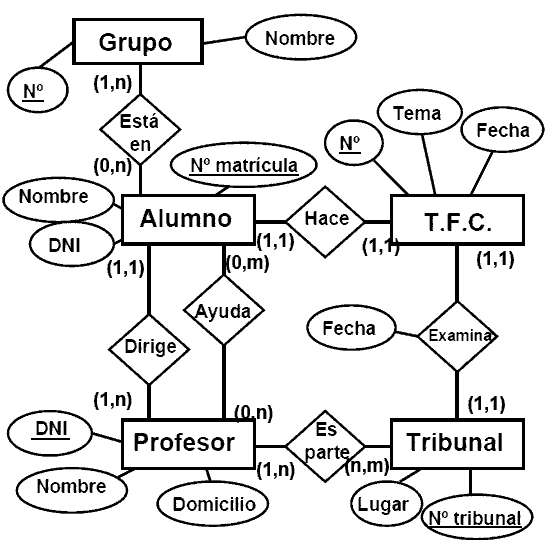 Grupo
Nombre
Nº
(1,n)
Está
en
(0,n)
Nº matrícula
Nº
Tema
Fecha
Nombre
Alumno
DNI
(1,1)
(1,1)
(0,m)
Hace
(1,1)
T.F.C.
(1,1)
Ayuda
Dirige
Fecha
Examina
(1,n)
(0,n)
(1,1)
DNI
Profesor
Nombre
Domicilio
(1,n)
Es
parte
(n,m)
Tribunal
Lugar
Nº tribunal